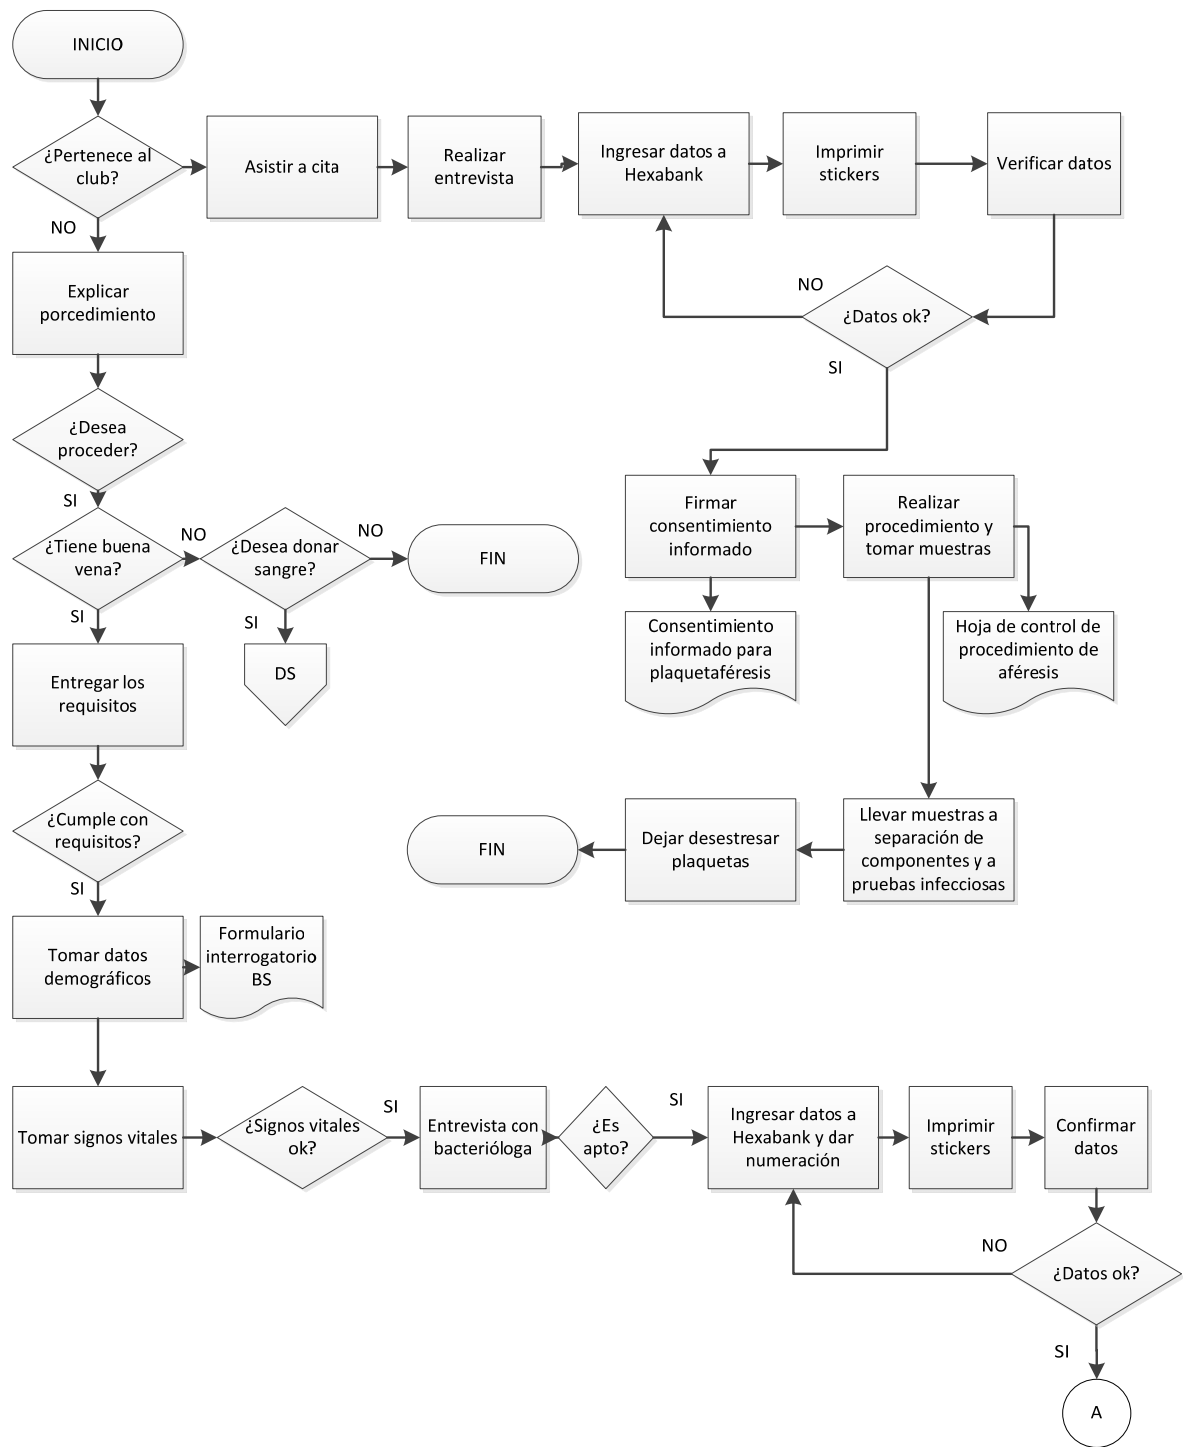 INICIO
¿Pertenece al
club?
Asistir a cita
Realizar
entrevista
Ingresar datos a
Hexabank
Imprimir
stickers
Verificar datos
NO
Explicar
porcedimiento
NO
¿Datos ok?
SI
¿Desea
proceder?
SI
¿Tiene buena
vena?
NO
¿Desea donar
sangre?
NO
FIN
SI
SI
DS
Firmar
consentimiento
informado
Realizar
procedimiento y
tomar muestras
Consentimiento
informado para
plaquetaféresis
Hoja de control de
procedimiento de
aféresis
Entregar los
requisitos
¿Cumple con
requisitos?
SI
FIN
Dejar desestresar
plaquetas
Llevar muestras a
separación de
componentes y a
pruebas infecciosas
Tomar datos
demográficos
Formulario
interrogatorio
BS
Tomar signos vitales
¿Signos vitales
ok?
SI
Entrevista con
bacterióloga
¿Es
apto?
SI
Ingresar datos a
Hexabank y dar
numeración
Imprimir
stickers
Confirmar
datos
NO
¿Datos ok?
SI
A